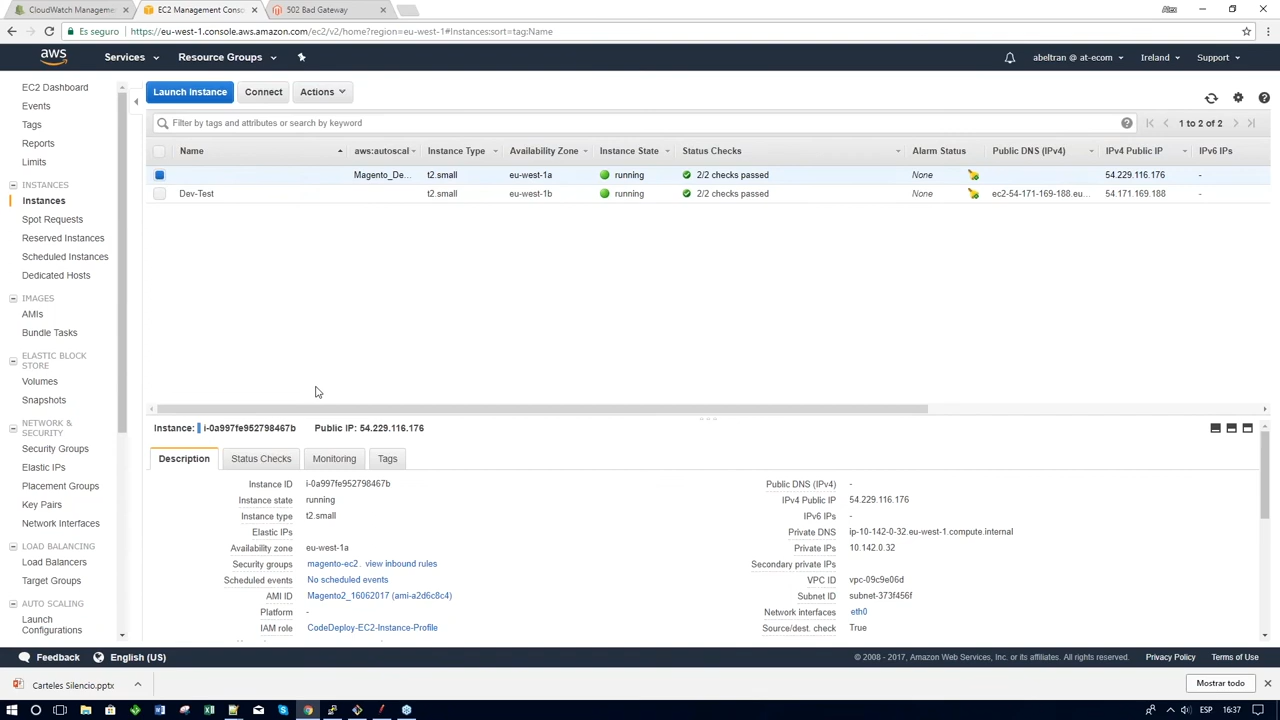 CloudWatch Manageme
EC2 Management Conso
502 Bad Gateway
Alex
Es seguro
https://eu-west-1.console.aws.amazon.com/ec2/v2/home?region=eu-west-1#Instances:sort=tag:Name
aws
Services
Resource Groups
abeltran @ at-ecom
Ireland
Support
EC2 Dashboard
Events
Tags
Reports
Limits
INSTANCES
Instances
Spot Requests
Reserved Instances
Scheduled Instances
Dedicated Hosts
IMAGES
AMIs
Bundle Tasks
ELASTIC BLOCK
STORE
Volumes
Snapshots
NETWORK &
SECURITY
Security Groups
Elastic IPs
Placement Groups
Key Pairs
Network Interfaces
LOAD BALANCING
Load Balancers
Target Groups
AUTO SCALING
Launch
Configurations
Launch Instance
Connect
Actions
Filter by tags and attributes or search by keyword
1 to 2 of 2
Name aws:autoscal Instance Type Availability Zone Instance State Status Checks Alarm Status Public DNS (IPv4) IPv4 Public IP IPv6 IPs
Magento_De... t2.small eu-west-1a running 2/2 checks passed None 54.229.116.176 -
Dev-Test t2.small eu-west-1b running 2/2 checks passed None ec2-54-171-169-188.eu... 54.171.169.188 -
Instance: i-0a997fe952798467b Public IP: 54.229.116.176
Description Status Checks Monitoring Tags
Instance ID i-0a997fe952798467b
Instance state running
Instance type t2.small
Elastic IPs
Availability zone eu-west-1a
Security groups magento-ec2. view inbound rules
Scheduled events No scheduled events
AMI ID Magento2_16062017 (ami-a2d6c8c4)
Platform -
IAM role CodeDeploy-EC2-Instance-Profile
Public DNS (IPv4) -
IPv4 Public IP 54.229.116.176
IPv6 IPs -
Private DNS ip-10-142-0-32.eu-west-1.compute.internal
Private IPs 10.142.0.32
Secondary private IPs
VPC ID vpc-09c9e06d
Subnet ID subnet-373f456f
Network interfaces eth0
Source/dest. check True
Feedback
English (US)
© 2008 - 2017, Amazon Web Services, Inc. or its affiliates. All rights reserved.
Privacy Policy
Terms of Use
Carteles Silencio.pptx
Mostrar todo
ESP
16:37